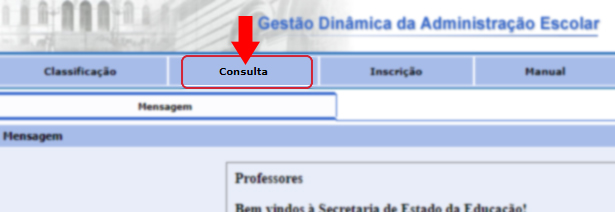 Gestão Dinâmica da Administração Escolar
Classificação Consulta Inscrição Manual
Mensagem
Mensagem
Professores
Bem vindos à Secretaria de Estado da Educação!